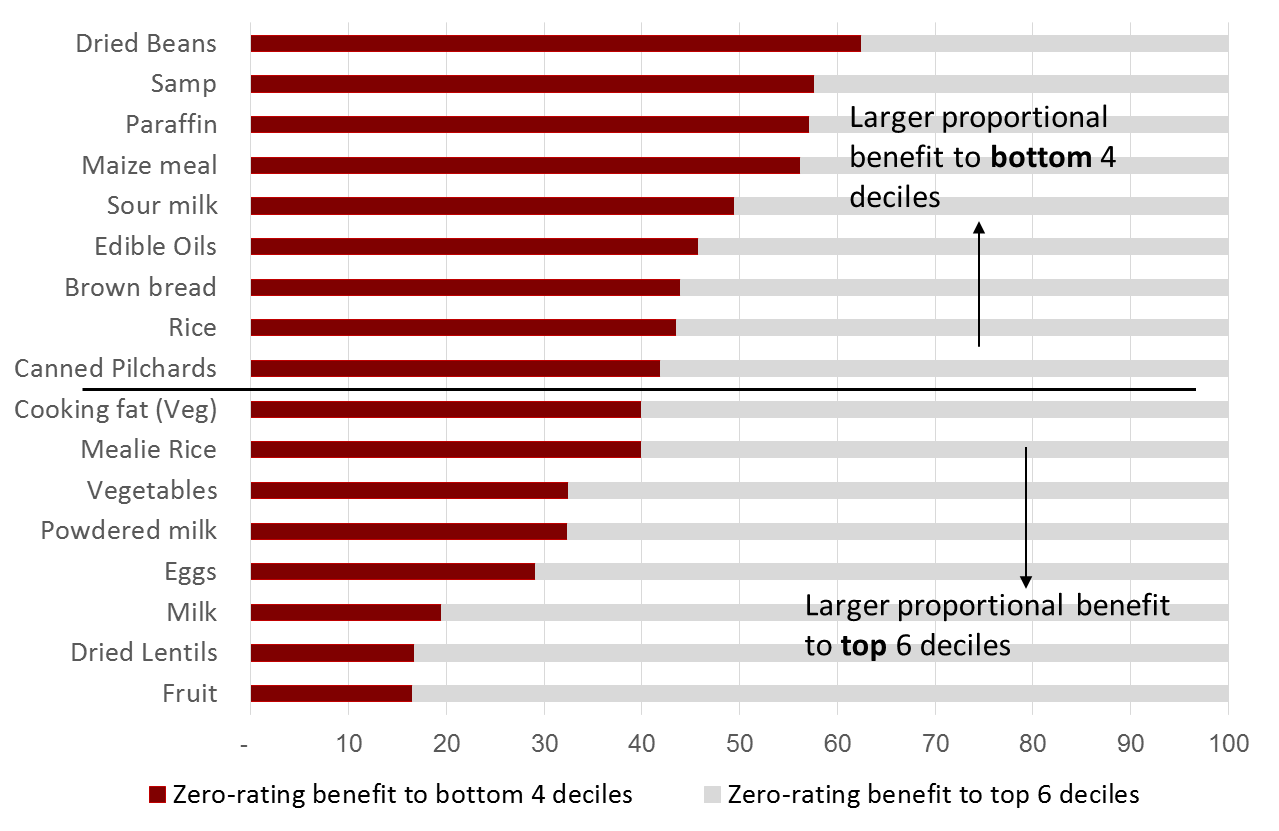 Dried Beans
Samp
Paraffin
Maize meal
Sour milk
Edible Oils
Brown bread
Rice
Canned Pilchards
Cooking fat (Veg)
Mealie Rice
Vegetables
Powdered milk
Eggs
Milk
Dried Lentils
Fruit
Larger proportional
benefit to bottom 4
deciles
Larger proportional benefit
to top 6 deciles
- 10 20 30 40 50 60 70 80 90 100
Zero-rating benefit to bottom 4 deciles
Zero-rating benefit to top 6 deciles